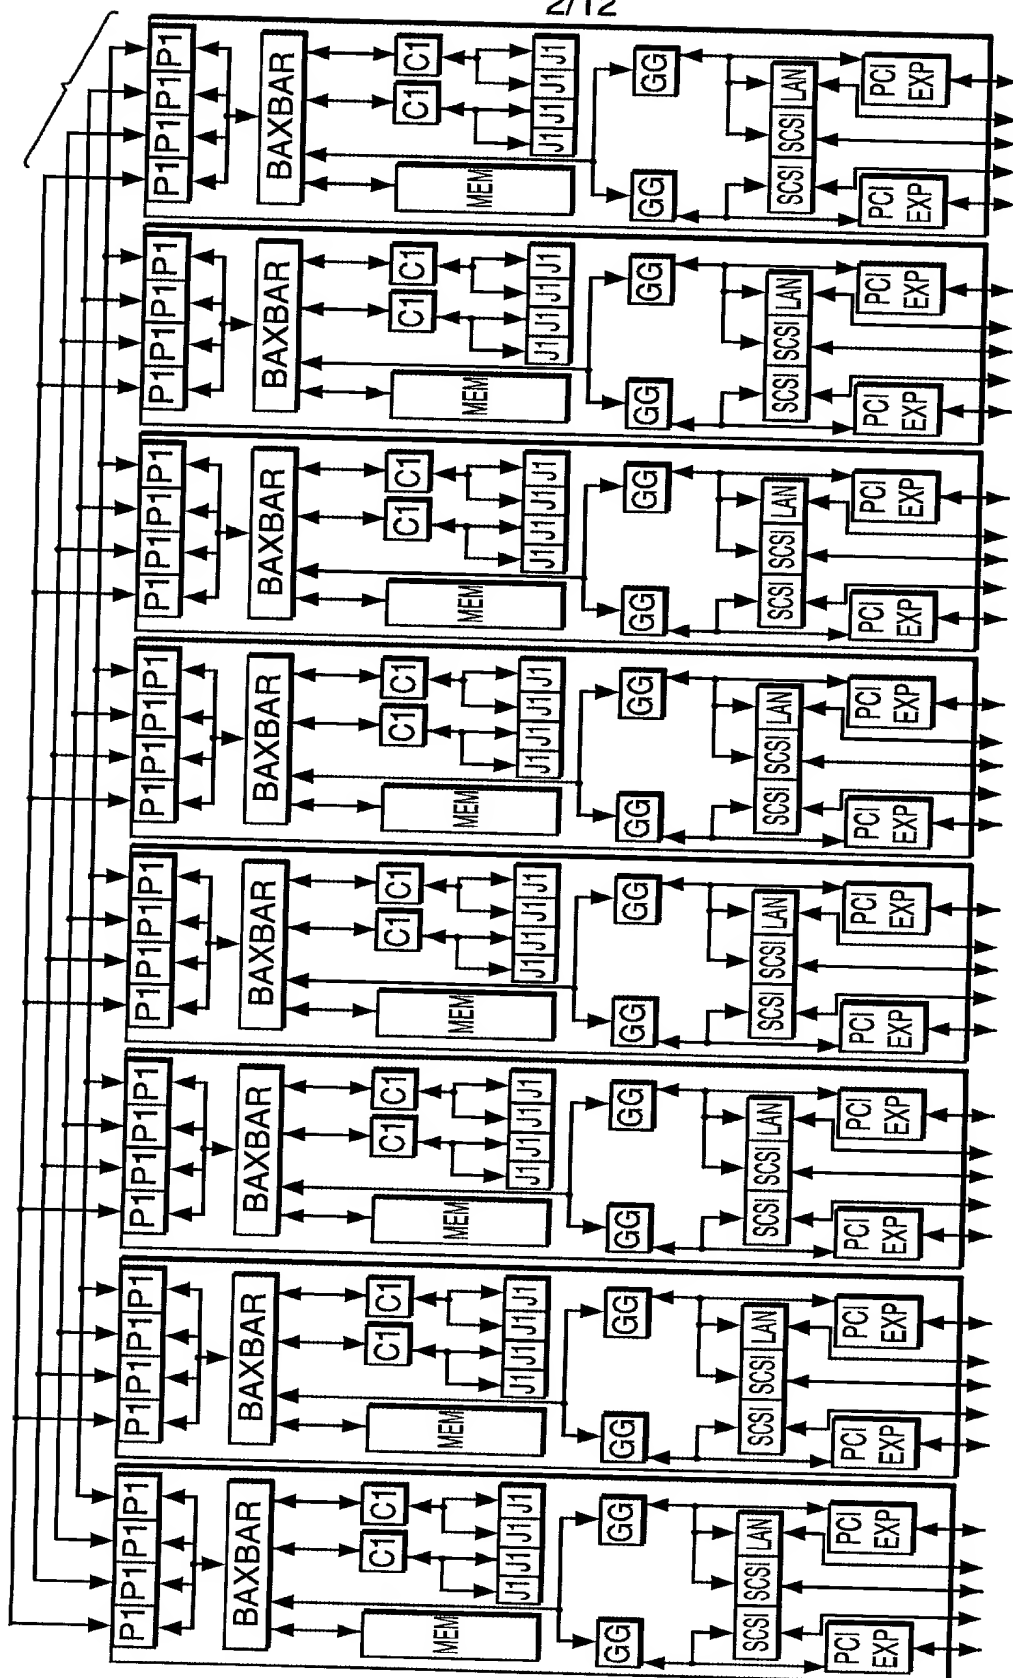 2/12
P1 P1 P1 P1
BAXBAR
MEM C1 C1
J1 J1 J1 J1
GG GG
SCSI SCSI LAN
PCI EXP
PCI EXP
P1 P1 P1 P1
BAXBAR
MEM C1 C1
J1 J1 J1 J1
GG GG
SCSI SCSI LAN
PCI EXP
PCI EXP
P1 P1 P1 P1
BAXBAR
MEM C1 C1
J1 J1 J1 J1
GG GG
SCSI SCSI LAN
PCI EXP
PCI EXP
P1 P1 P1 P1
BAXBAR
MEM C1 C1
J1 J1 J1 J1
GG GG
SCSI SCSI LAN
PCI EXP
PCI EXP
P1 P1 P1 P1
BAXBAR
MEM C1 C1
J1 J1 J1 J1
GG GG
SCSI SCSI LAN
PCI EXP
PCI EXP
P1 P1 P1 P1
BAXBAR
MEM C1 C1
J1 J1 J1 J1
GG GG
SCSI SCSI LAN
PCI EXP
PCI EXP
P1 P1 P1 P1
BAXBAR
MEM C1 C1
J1 J1 J1 J1
GG GG
SCSI SCSI LAN
PCI EXP
PCI EXP
P1 P1 P1 P1
BAXBAR
MEM C1 C1
J1 J1 J1 J1
GG GG
SCSI SCSI LAN
PCI EXP
PCI EXP